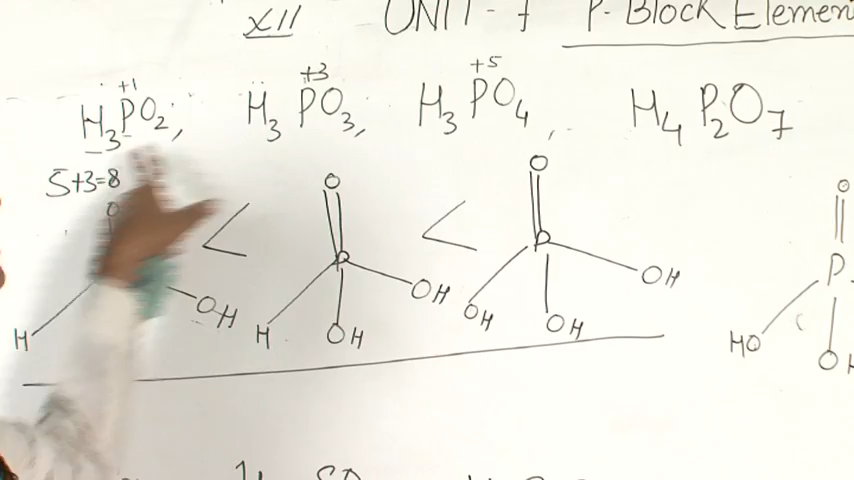 XII UNIT - 7 P-Block Elemen
+1 +3 +5
H3PO2, H3PO3, H3PO4, H4P2O7
5+3=8
O < O < O O
P P P
H OH H OH OH OH OH OH HO OH